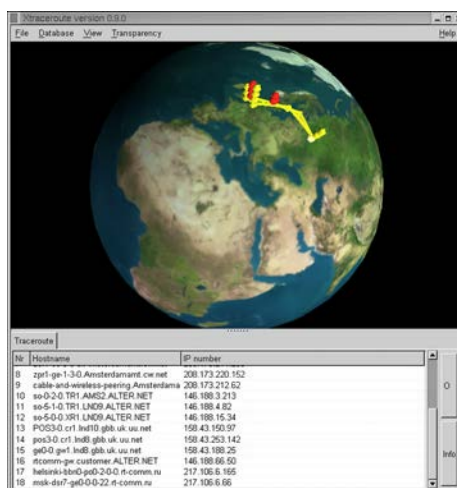 Xtraceroute version 0.9.0
File Database View Transparency Help
Traceroute
Nr Hostname IP number
8 zpr1-ge-1-3-0.Amsterdamamt.cw.net 208.173.220.152
9 cable-and-wireless-peering.Amsterdama 208.173.212.62
10 so-0-2-0.TR1.AMS2.ALTER.NET 146.188.3.213
11 so-5-1-0.TR1.LND9.ALTER.NET 146.188.4.82
12 so-5-0-0.XR1.LND9.ALTER.NET 146.188.15.34
13 POS3-0.cr1.lnd10.gbb.uk.uu.net 158.43.150.97
14 pos3-0.cr1.lnd8.gbb.uk.uu.net 158.43.253.142
15 ge0-0.gw1.lnd8.gbb.uk.uu.net 158.43.188.25
16 rtcomm-gw.customer.ALTER.NET 146.188.66.50
17 helsinki-bbn0-po0-2-0-0.rt-comm.ru 217.106.6.165
18 msk-dsr7-ge0-0-0-22.rt-comm.ru 217.106.6.66
O
Info